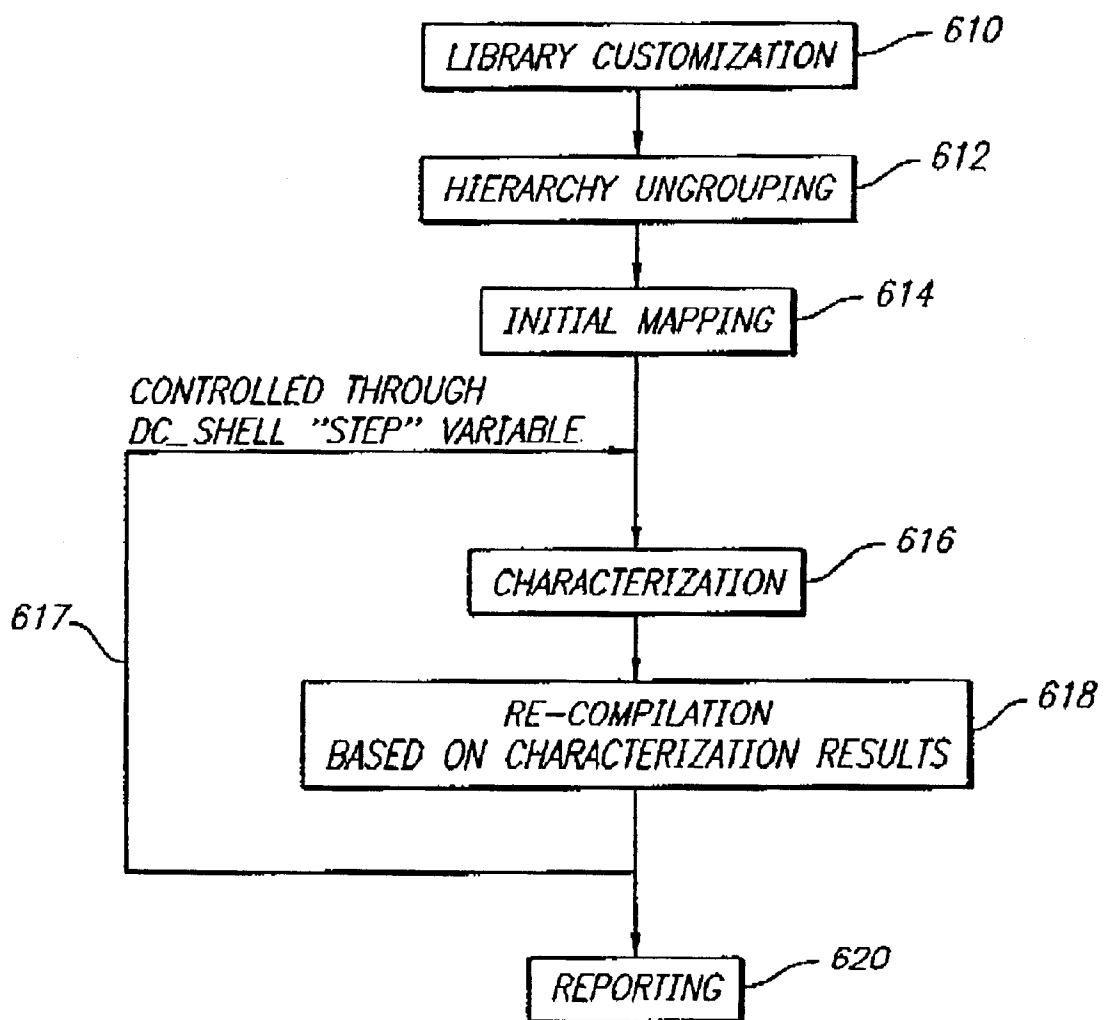 LIBRARY CUSTOMIZATION
610
HIERARCHY UNGROUPING
612
INITIAL MAPPING
614
CONTROLLED THROUGH
DC_SHELL "STEP" VARIABLE
CHARACTERIZATION
616
617
RE-COMPILATION
BASED ON CHARACTERIZATION RESULTS
618
REPORTING
620